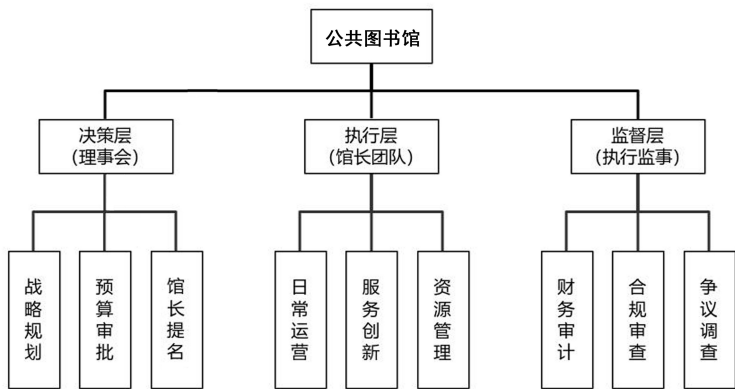 公共图书馆
决策层
(理事会)
执行层
(馆长团队)
监督层
(执行监事)
战略规划
预算审批
馆长提名
日常运营
服务创新
资源管理
财务审计
合规审查
争议调查